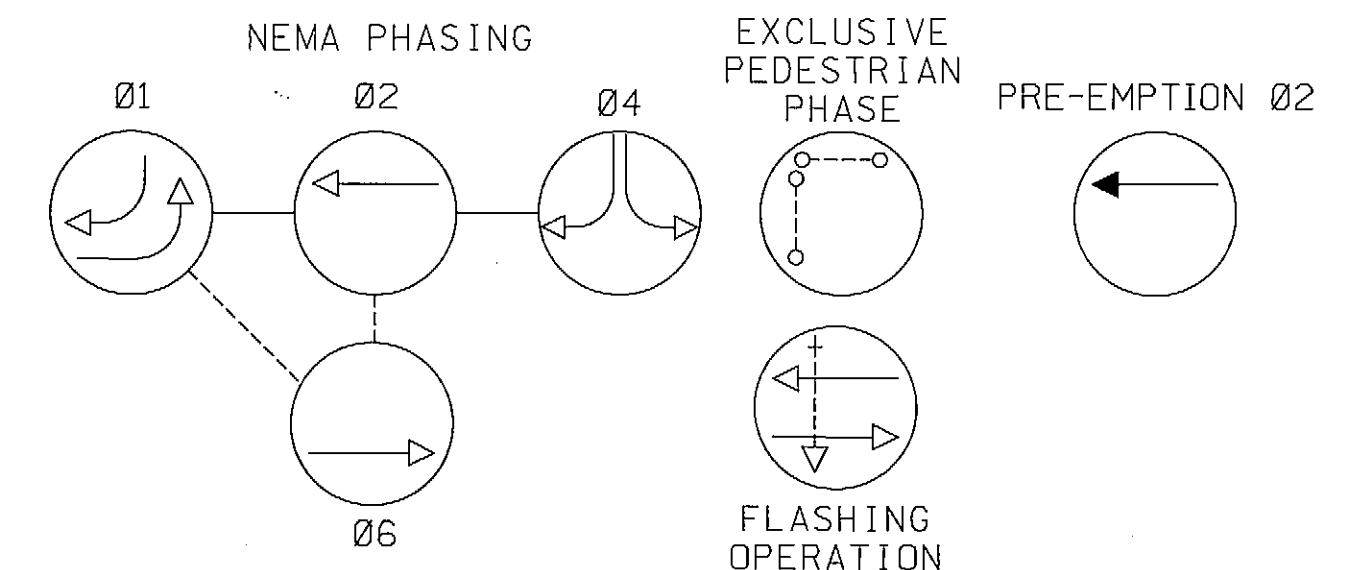 NEMA PHASING
EXCLUSIVE
PEDESTRIAN
PHASE
PRE-EMPTION Ø2
Ø1
Ø2
Ø4
Ø6
FLASHING
OPERATION